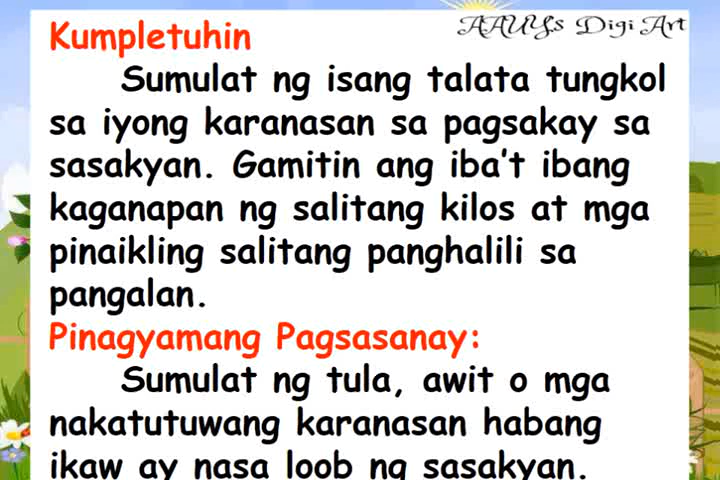 AAUYs Digi Art
Kumpletuhin
Sumulat ng isang talata tungkol
sa iyong karanasan sa pagsakay sa
sasakyan. Gamitin ang iba't ibang
kaganapan ng salitang kilos at mga
pinaikling salitang panghalili sa
pangalan.
Pinagyamang Pagsasanay:
Sumulat ng tula, awit o mga
nakatutuwang karanasan habang
ikaw ay nasa loob ng sasakyan.